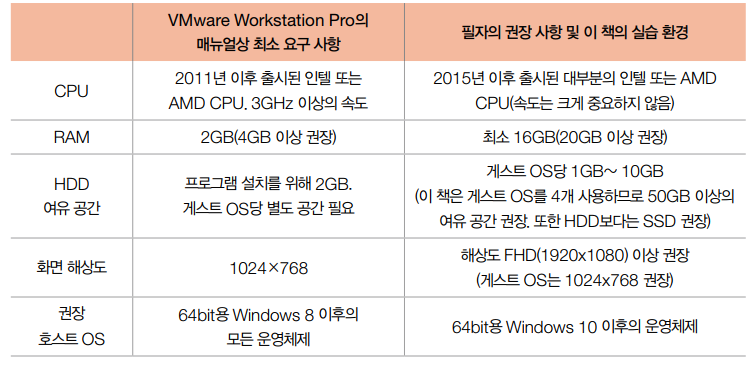 VMware Workstation Pro의
매뉴얼상 최소 요구 사항
필자의 권장 사항 및 이 책의 실습 환경
CPU
2011년 이후 출시된 인텔 또는
AMD CPU. 3GHz 이상의 속도
2015년 이후 출시된 대부분의 인텔 또는 AMD
CPU(속도는 크게 중요하지 않음)
RAM
2GB(4GB 이상 권장)
최소 16GB(20GB 이상 권장)
HDD
여유 공간
프로그램 설치를 위해 2GB.
게스트 OS당 별도 공간 필요
게스트 OS당 1GB~ 10GB
(이 책은 게스트 OS를 4개 사용하므로 50GB 이상의
여유 공간 권장. 또한 HDD보다는 SSD 권장)
화면 해상도
1024×768
해상도 FHD(1920x1080) 이상 권장
(게스트 OS는 1024x768 권장)
권장
호스트 OS
64bit용 Windows 8 이후의
모든 운영체제
64bit용 Windows 10 이후의 운영체제